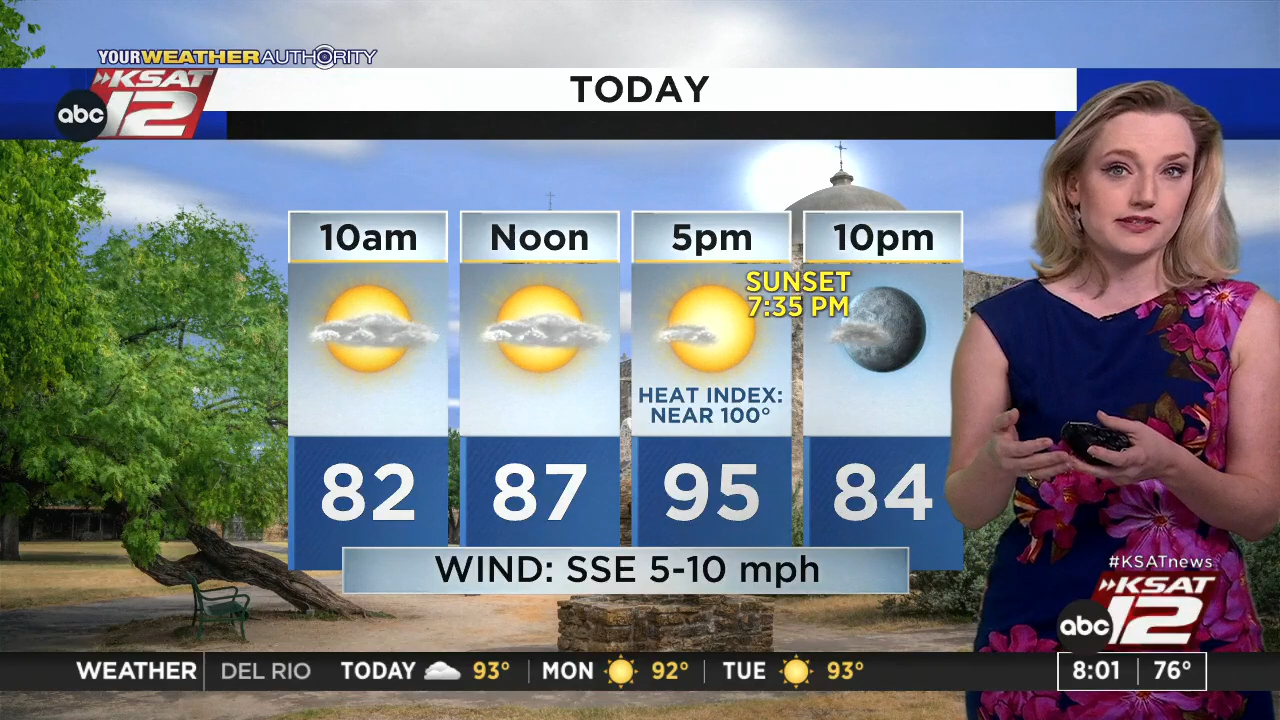 YOURWEATHERAUTHORITY
KSAT
abc 12
TODAY
10am Noon 5pm 10pm
SUNSET
7:35 PM
HEAT INDEX:
NEAR 100°
82 87 95 84
WIND: SSE 5-10 mph
#KSATnews
KSAT
abc 12
WEATHER DEL RIO TODAY 93° MON 92° TUE 93° 8:01 76°